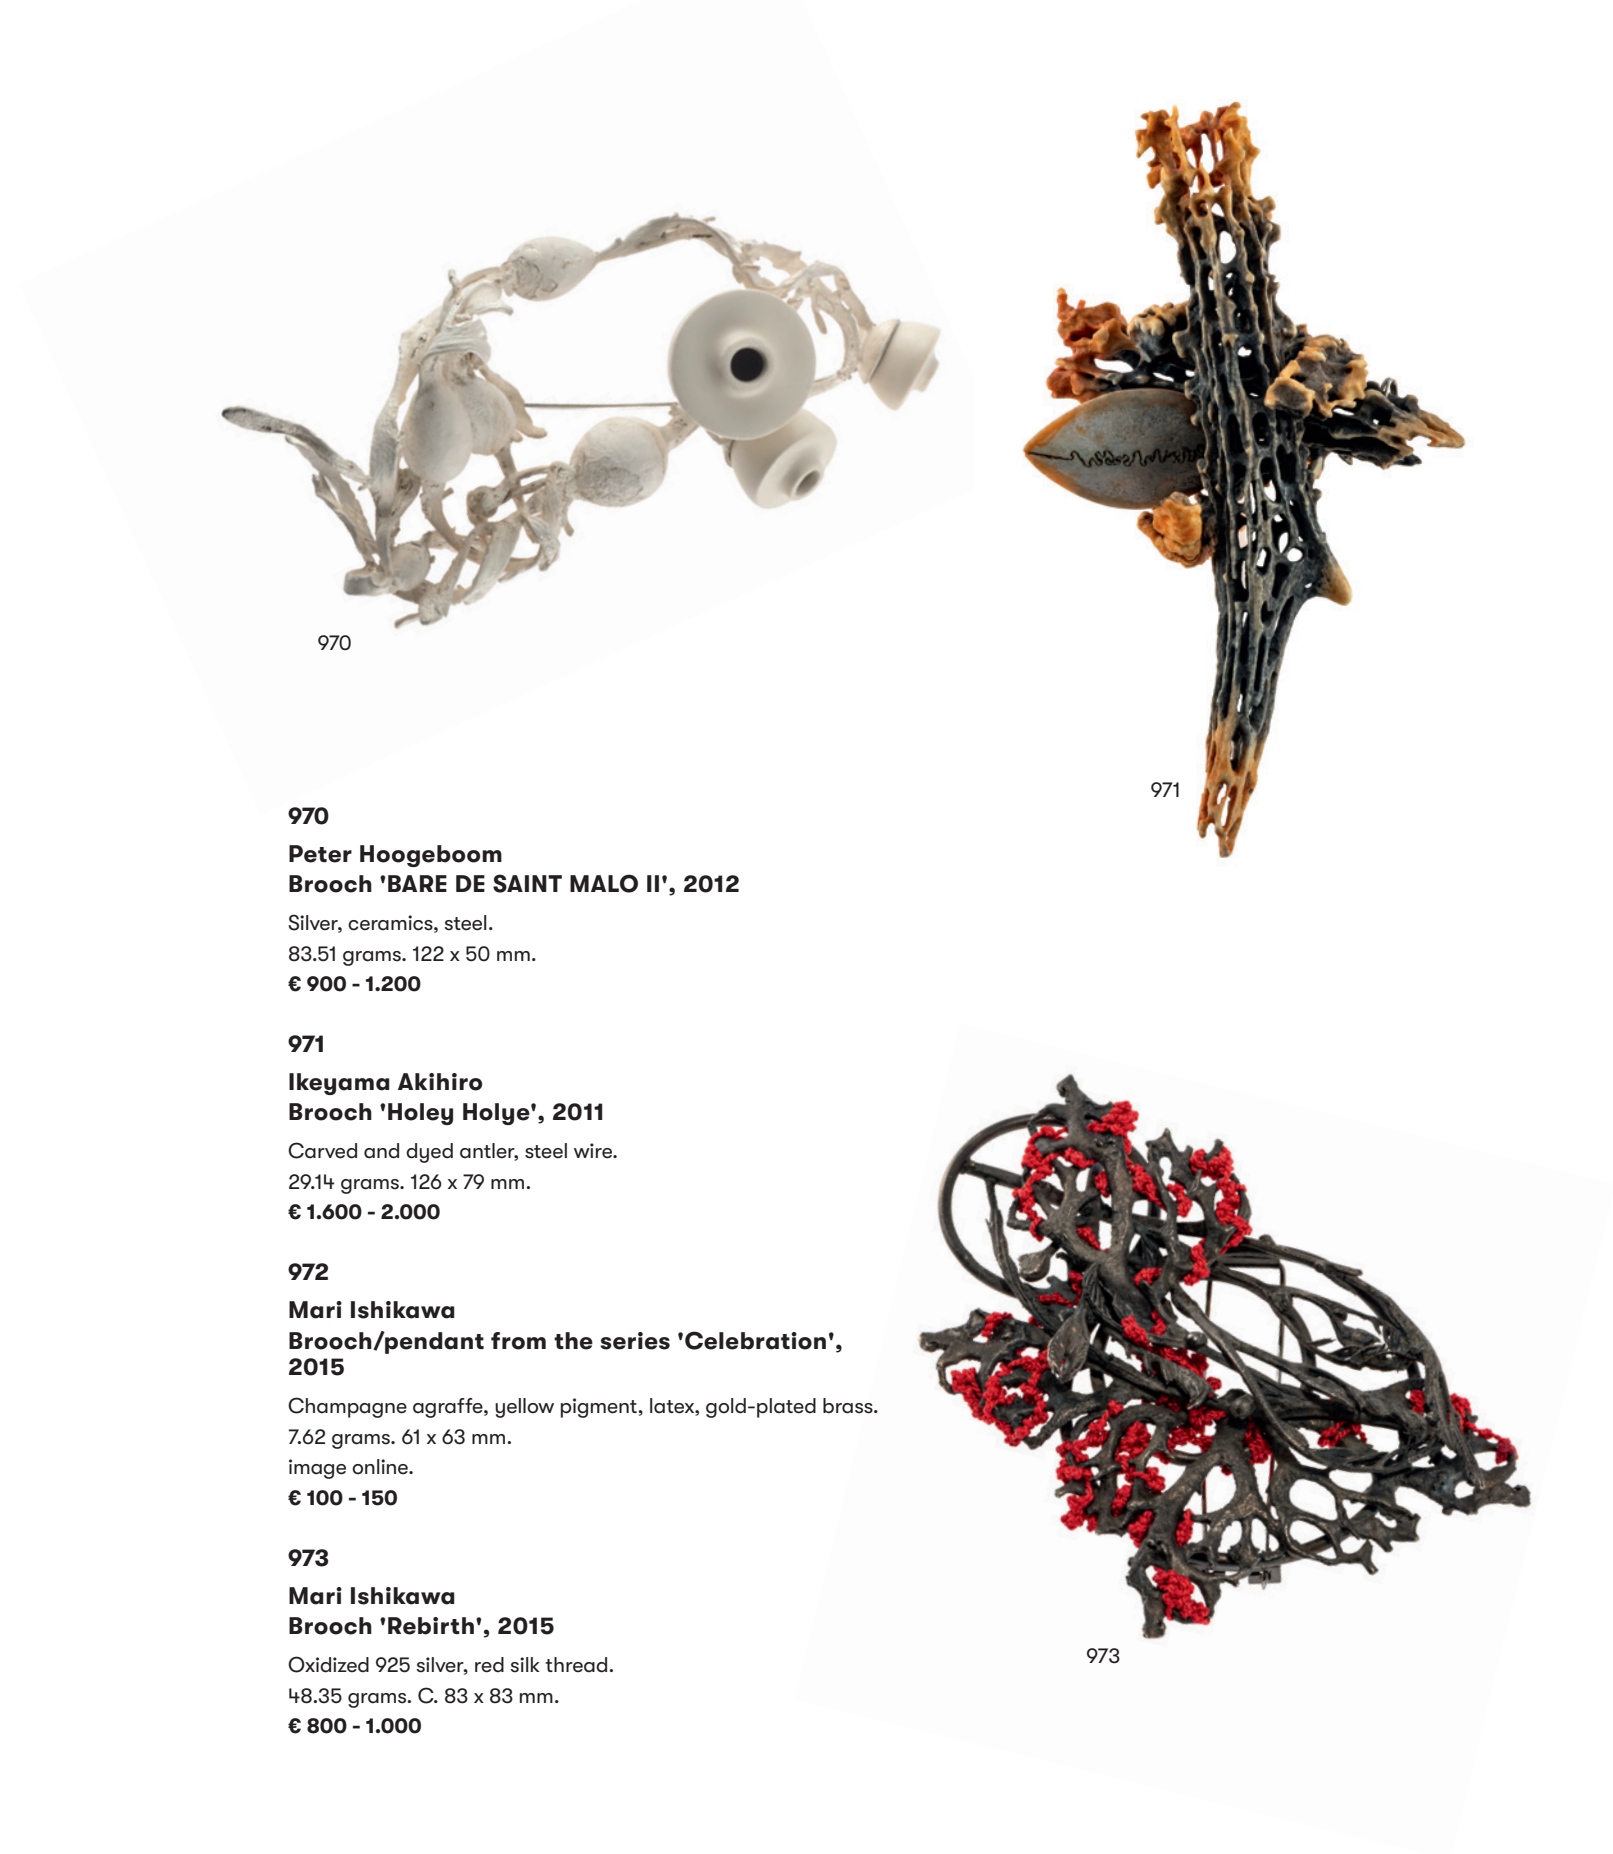 970
971
970
Peter Hoogeboom
Brooch 'BARE DE SAINT MALO II', 2012
Silver, ceramics, steel.
83.51 grams. 122 x 50 mm.
€ 900 - 1.200
971
Ikeyama Akihiro
Brooch 'Holey Holye', 2011
Carved and dyed antler, steel wire.
29.14 grams. 126 x 79 mm.
€ 1.600 - 2.000
972
Mari Ishikawa
Brooch/pendant from the series 'Celebration',
2015
Champagne agraffe, yellow pigment, latex, gold-plated brass.
7.62 grams. 61 x 63 mm.
image online.
€ 100 - 150
973
Mari Ishikawa
Brooch 'Rebirth', 2015
Oxidized 925 silver, red silk thread.
48.35 grams. C. 83 x 83 mm.
€ 800 - 1.000
973